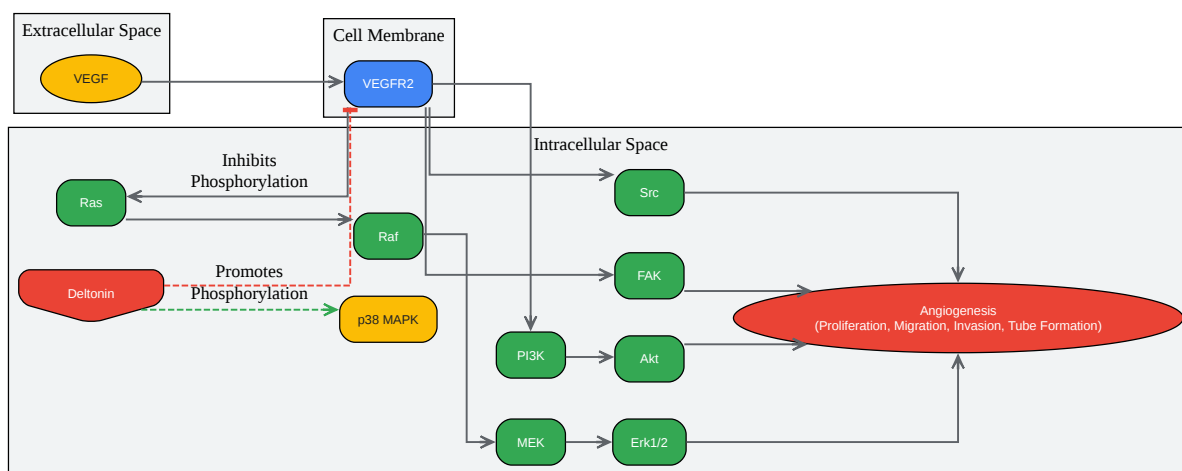 Extracellular Space
VEGF
Cell Membrane
VEGFR2
Intracellular Space
Inhibits
Phosphorylation
Ras
Src
Raf
Promotes
Phosphorylation
Deltonin
FAK
p38 MAPK
Angiogenesis
(Proliferation, Migration, Invasion, Tube Formation)
PI3K
Akt
MEK
Erk1/2